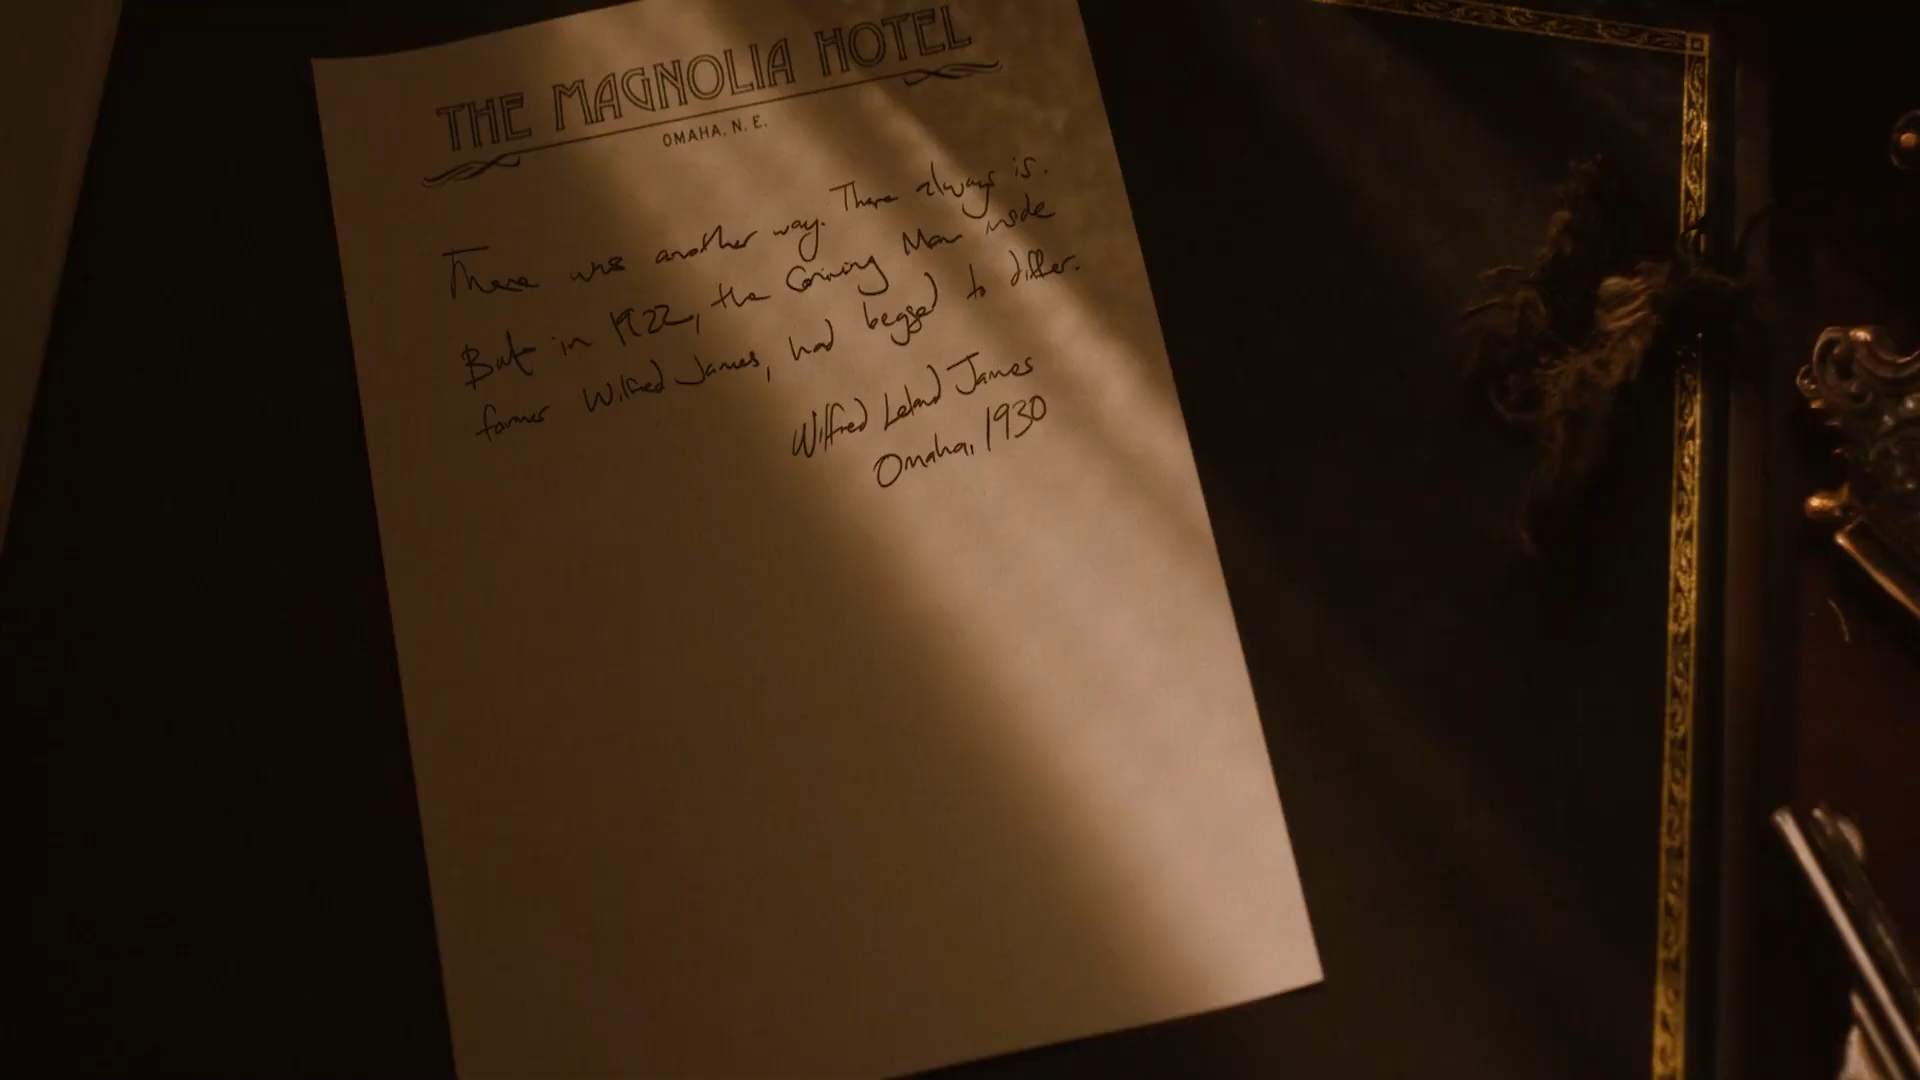 THE MAGNOLIA HOTEL
OMAHA, N. E.
There was another way. There always is.
But in 1922, the Conniving Man inside
farmer Wilfred James, had begged to differ.
Wilfred Leland James
Omaha, 1930